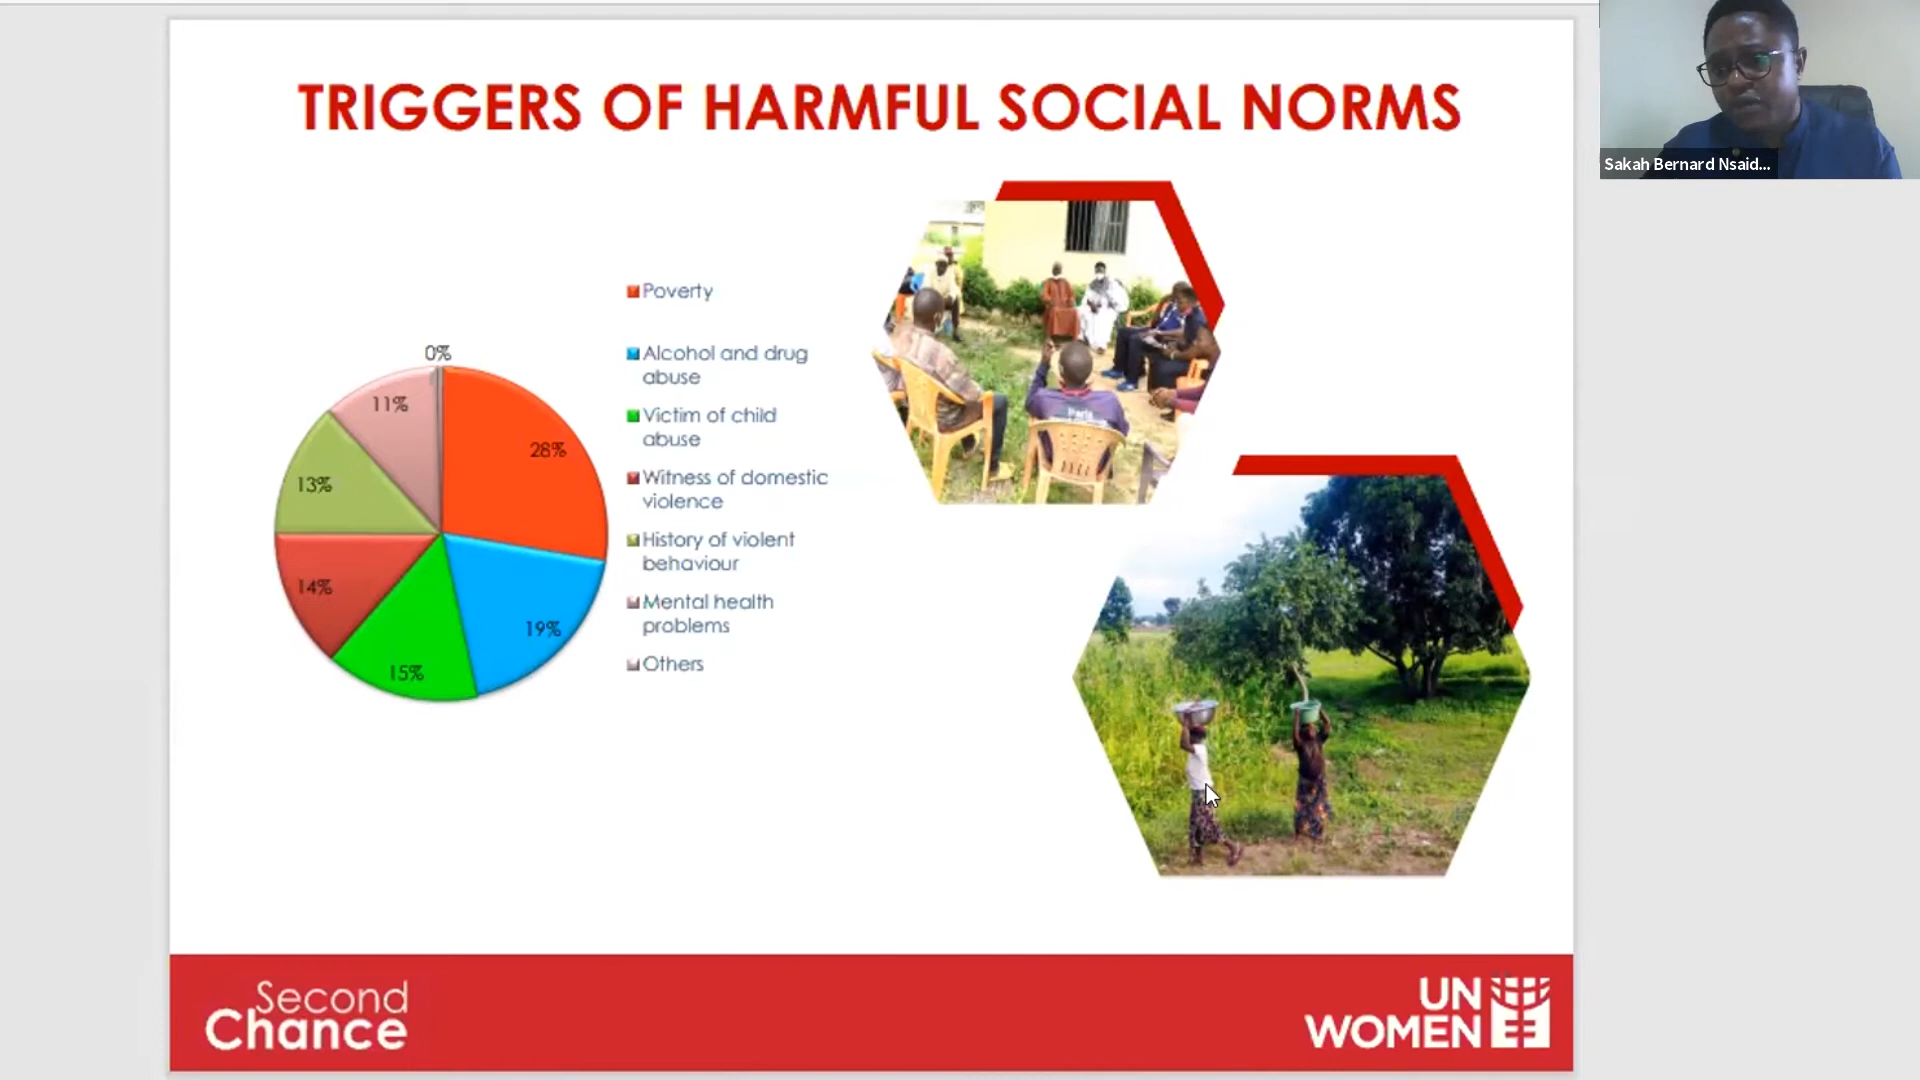 TRIGGERS OF HARMFUL SOCIAL NORMS
Sakah Bernard Nsaid...
0%
11%
28%
13%
14%
19%
15%
Poverty
Alcohol and drug
abuse
Victim of child
abuse
Witness of domestic
violence
History of violent
behaviour
Mental health
problems
Others
Paris
Second
Chance
UN
WOMEN